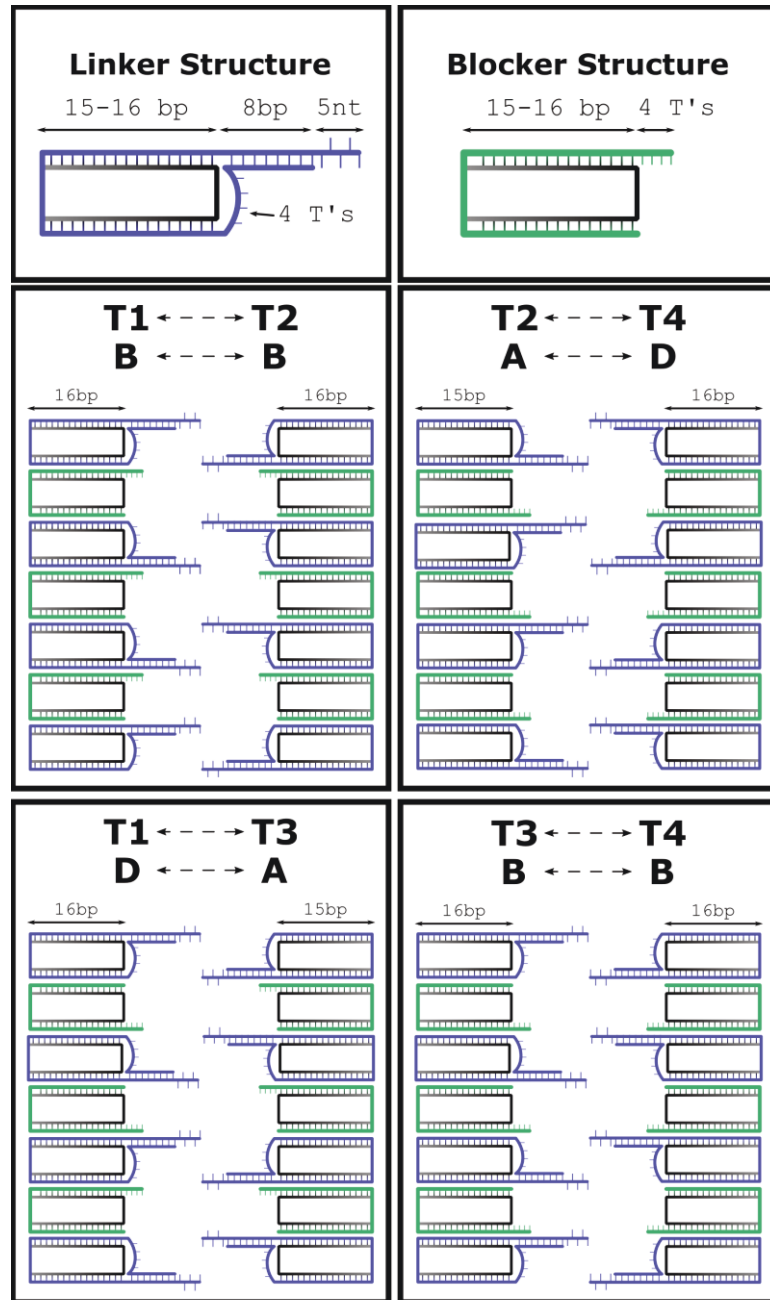 Linker Structure
15-16 bp 8bp 5nt
4 T's
Blocker Structure
15-16 bp 4 T's
T1 T2
B B
16bp 16bp
T2 T4
A D
15bp 16bp
T1 T3
D A
16bp 15bp
T3 T4
B B
16bp 16bp